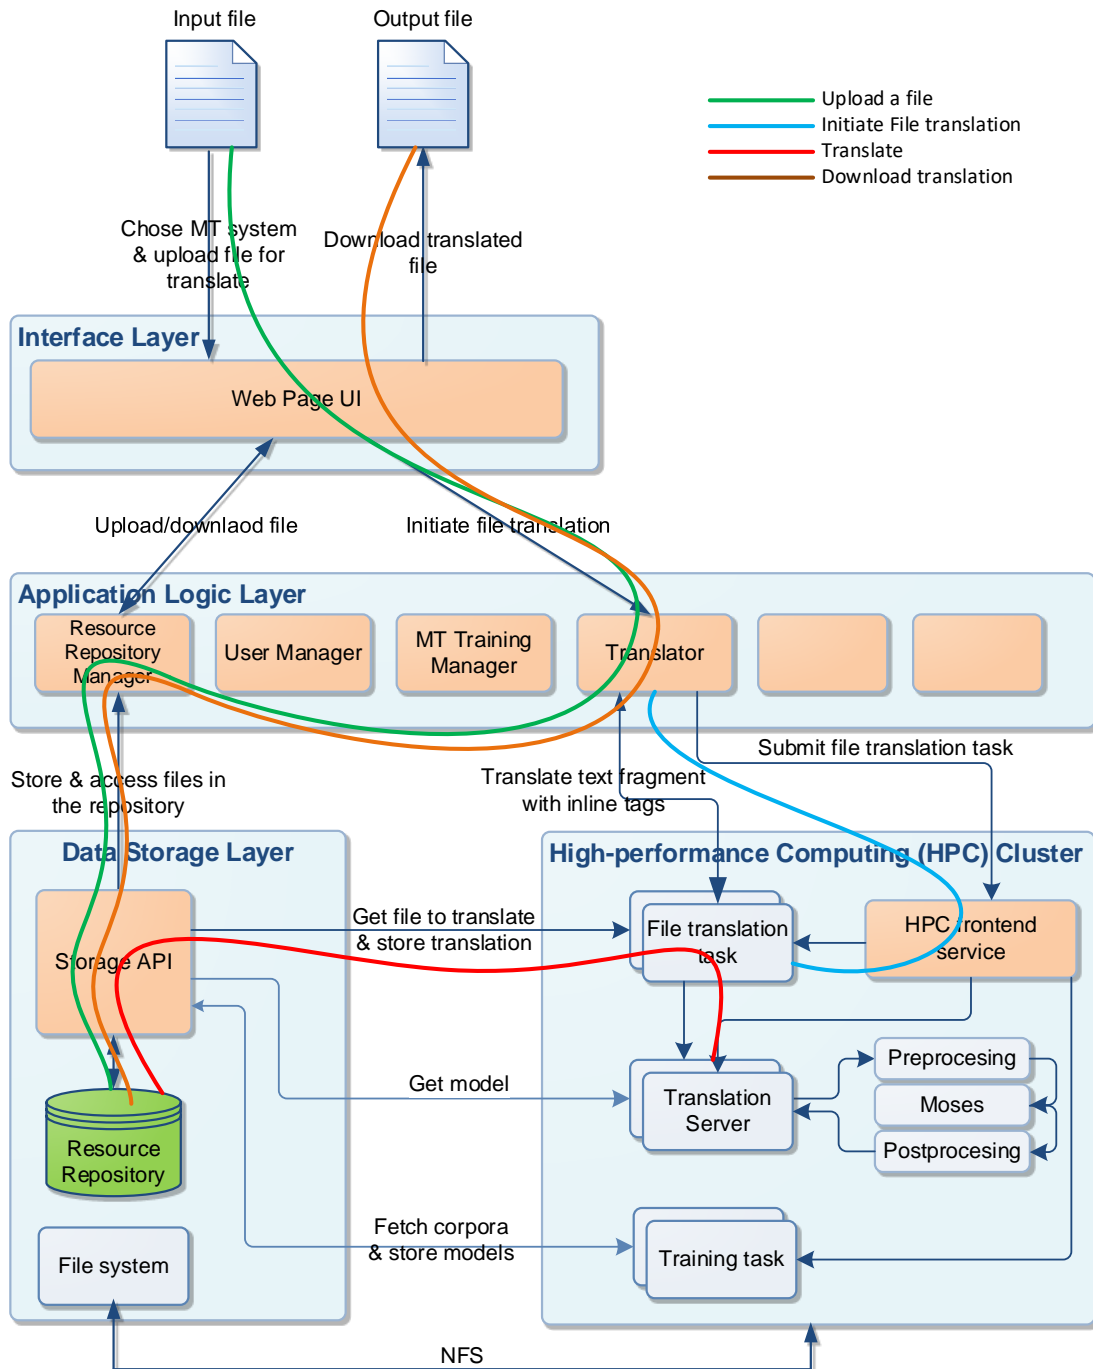 Input file
Output file
Upload a file
Initiate File translation
Translate
Download translation
Chose MT system
& upload file for
translate
Download translated
file
Interface Layer
Web Page UI
Upload/downlaod file
Initiate file translation
Application Logic Layer
Resource
Repository
Manager
User Manager
MT Training
Manager
Translator
Submit file translation task
Store & access files in
the repository
Translate text fragment
with inline tags
Data Storage Layer
High-performance Computing (HPC) Cluster
Storage API
Get file to translate
& store translation
File translation
task
HPC frontend
service
Get model
Translation
Server
Preprocesing
Moses
Postprocesing
Resource
Repository
Fetch corpora
& store models
File system
Training task
NFS